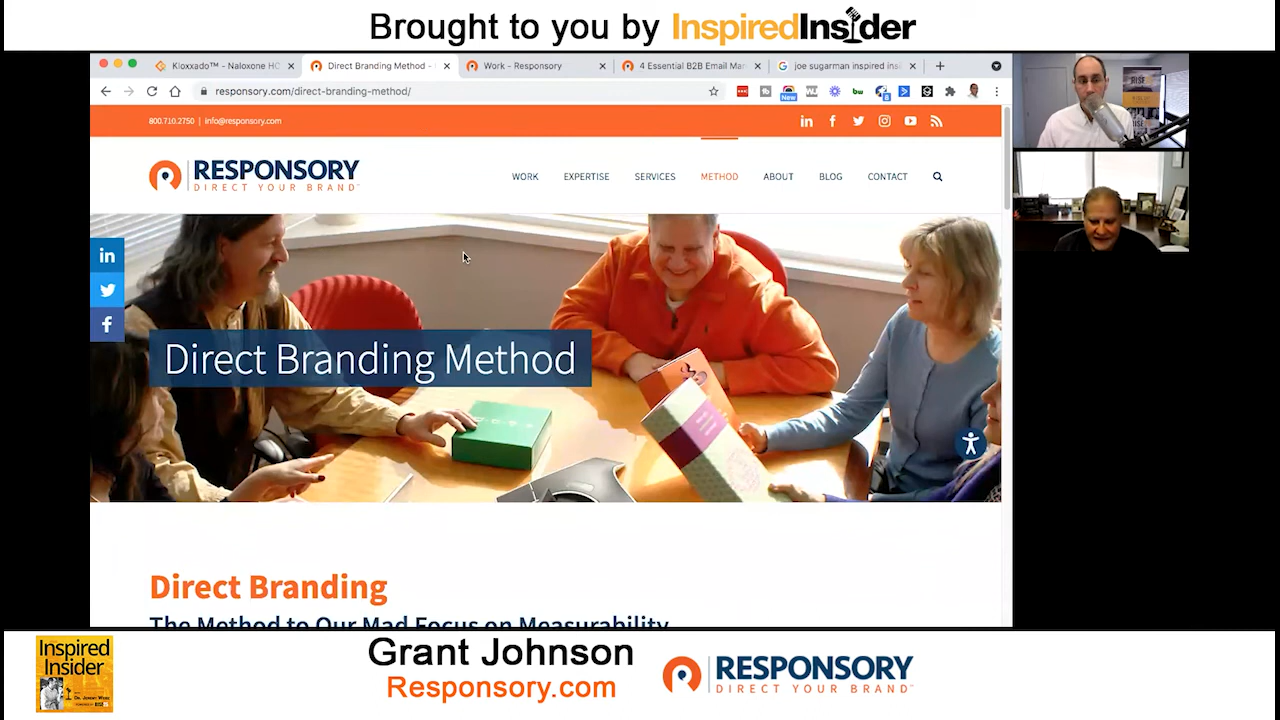 Brought to you by InspiredInsider
Kloxxado™ - Naloxone HC
Direct Branding Method -
Work - Responsory
4 Essential B2B Email Mar
joe sugarman inspired ins
responsory.com/direct-branding-method/
New
800.710.2750 | info@responsory.com
RESPONSORY
DIRECT YOUR BRAND
WORK
EXPERTISE
SERVICES
METHOD
ABOUT
BLOG
CONTACT
RISE
Direct Branding Method
Direct Branding
The Method to Our Mad Focus on Measurability
Inspired
Insider
Grant Johnson
Responsory.com
RESPONSORY
DIRECT YOUR BRAND